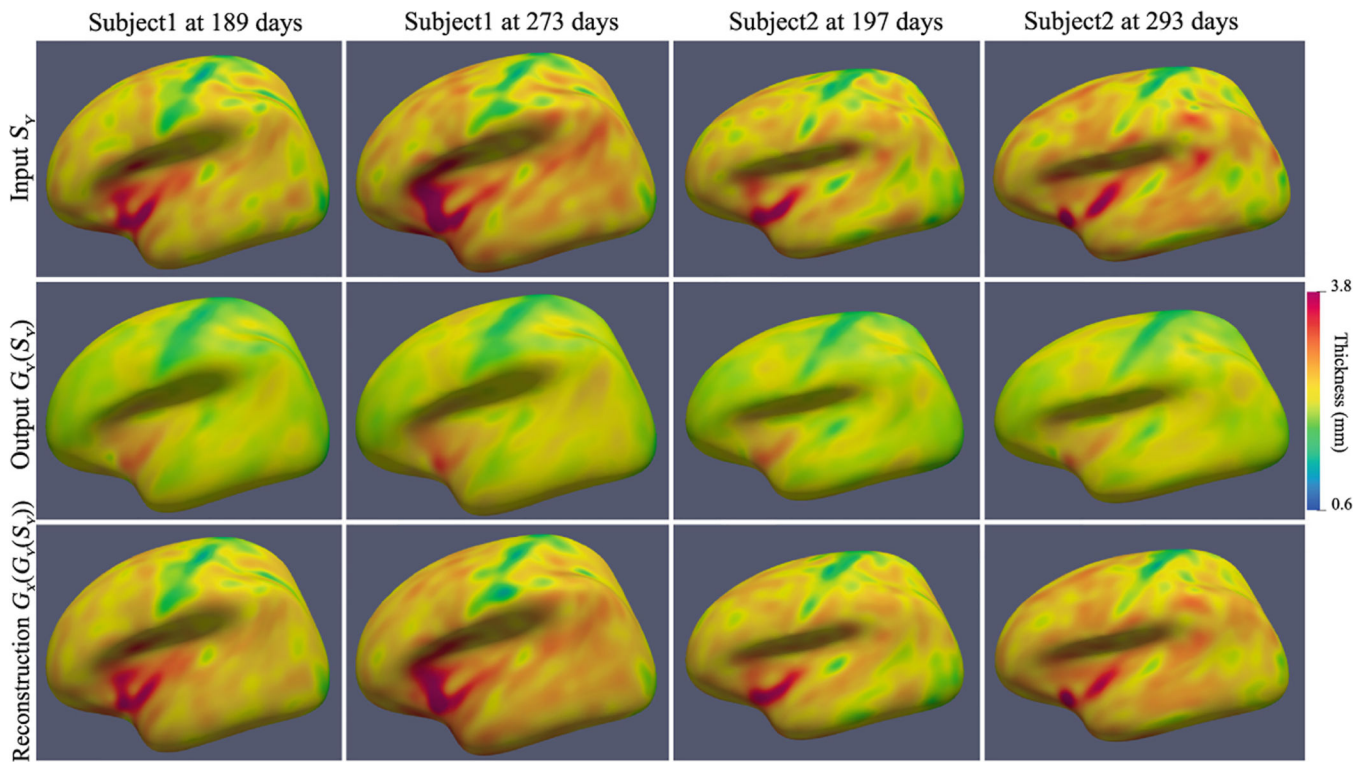 Subject1 at 189 days
Subject1 at 273 days
Subject2 at 197 days
Subject2 at 293 days
Input S_Y
Output G_Y(S_Y)
Reconstruction G_X(G_Y(S_Y))
3.8
Thickness (mm)
0.6